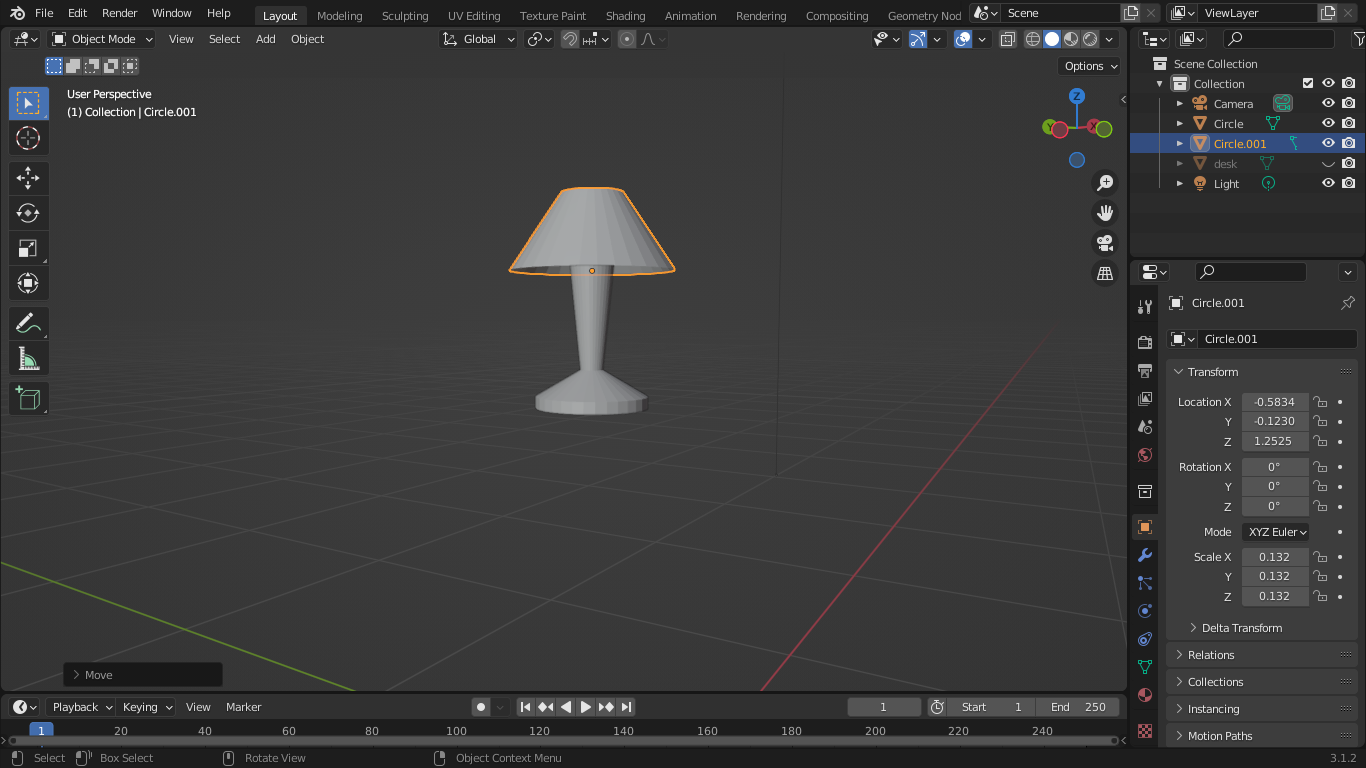 File Edit Render Window Help Layout Modeling Sculpting UV Editing Texture Paint Shading Animation Rendering Compositing Geometry Nod Scene ViewLayer
Object Mode View Select Add Object Global
Options
User Perspective
(1) Collection | Circle.001
Z
Y
X
Scene Collection
Collection
Camera
Circle
Circle.001
desk
Light
Circle.001
Circle.001
Transform
Location X -0.5834
Y -0.1230
Z 1.2525
Rotation X 0°
Y 0°
Z 0°
Mode XYZ Euler
Scale X 0.132
Y 0.132
Z 0.132
Delta Transform
Relations
Collections
Instancing
Motion Paths
Move
Playback Keying View Marker 1 Start 1 End 250
1 20 40 60 80 100 120 140 160 180 200 220 240
Select Box Select Rotate View Object Context Menu 3.1.2